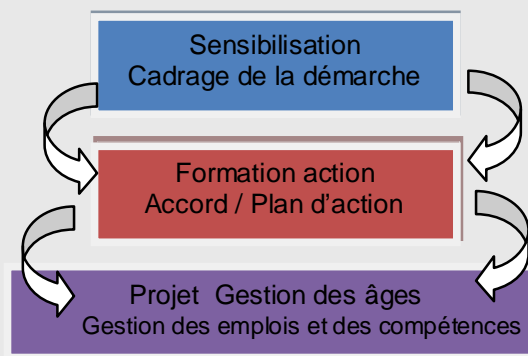 Sensibilisation
Cadrage de la démarche
Formation action
Accord / Plan d'action
Projet Gestion des âges
Gestion des emplois et des compétences